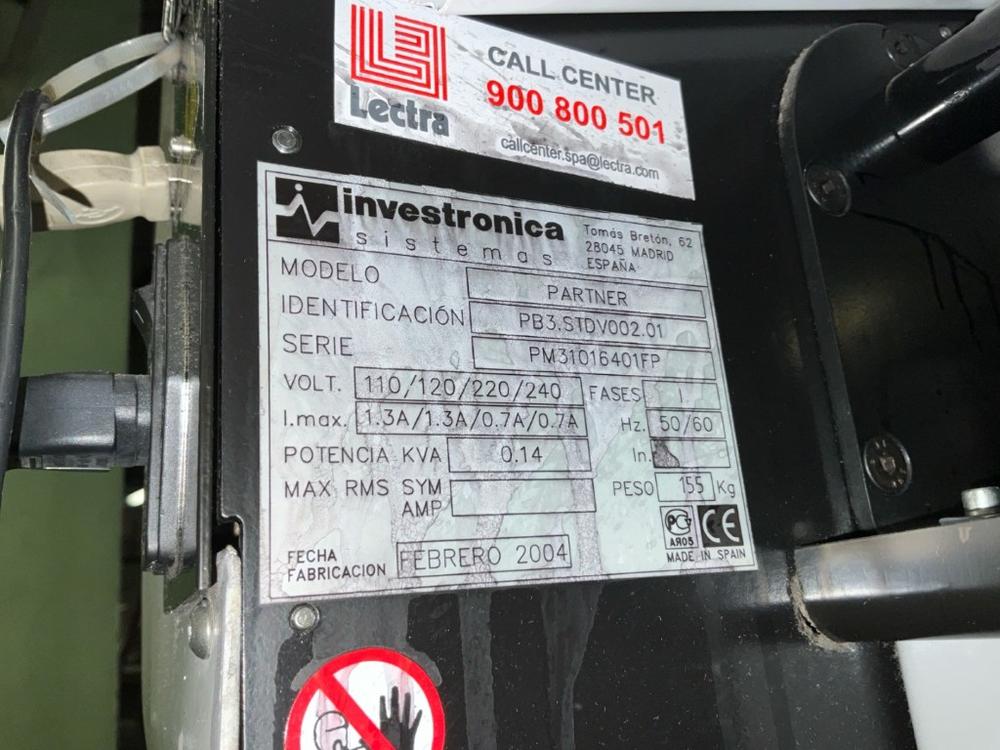 CALL CENTER
900 800 501
Lectra
callcenter.spa@lectra.com
investronica
sistemas
Tomás Bretón, 62
28045 MADRID
ESPAÑA
MODELO PARTNER
IDENTIFICACIÓN PB3.STDV002.01
SERIE PM31016401FP
VOLT. 110/120/220/240 FASES I
I.max. 1.3A/1.3A/0.7A/0.7A Hz. 50/60
POTENCIA KVA 0.14 In.
MAX RMS SYM AMP PESO 155 Kg
FECHA FABRICACION FEBRERO 2004
AЯ05
CE
MADE IN SPAIN